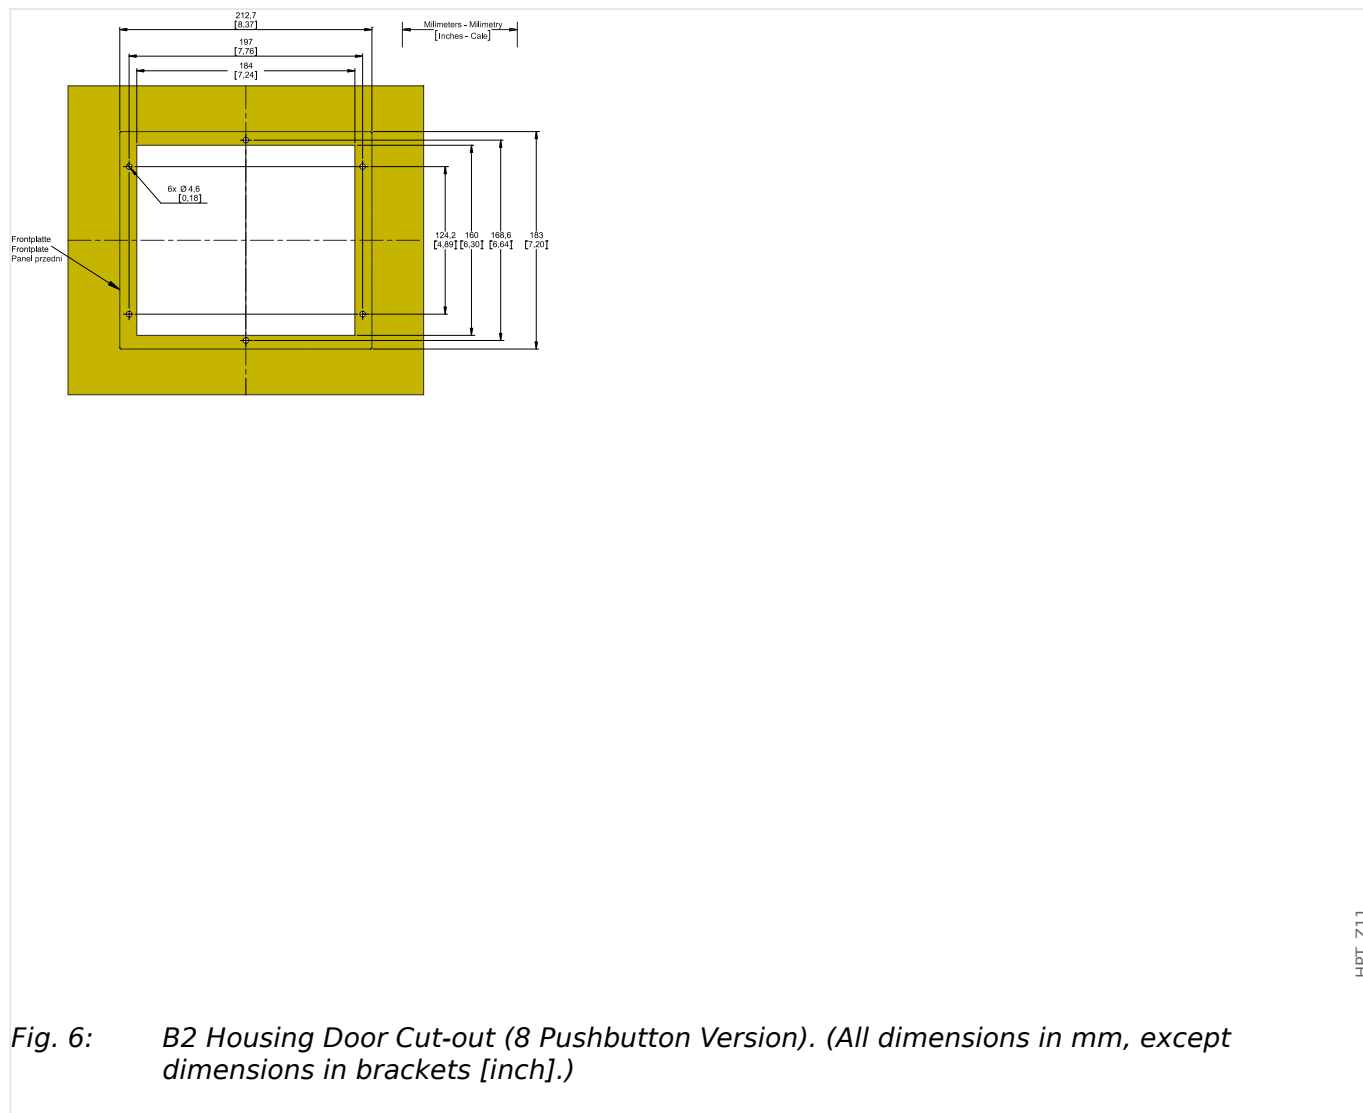 212,7
[8,37]
Milimeters - Milimetry
[Inches - Cale]
197
[7,76]
184
[7,24]
6x Ø 4,6
[0,18]
Frontplatte
Frontplate
Panel przedni
124,2
[4,89]
160
[6,30]
168,6
[6,64]
183
[7,20]
HPT_Z11
Fig. 6: B2 Housing Door Cut-out (8 Pushbutton Version). (All dimensions in mm, except
dimensions in brackets [inch].)